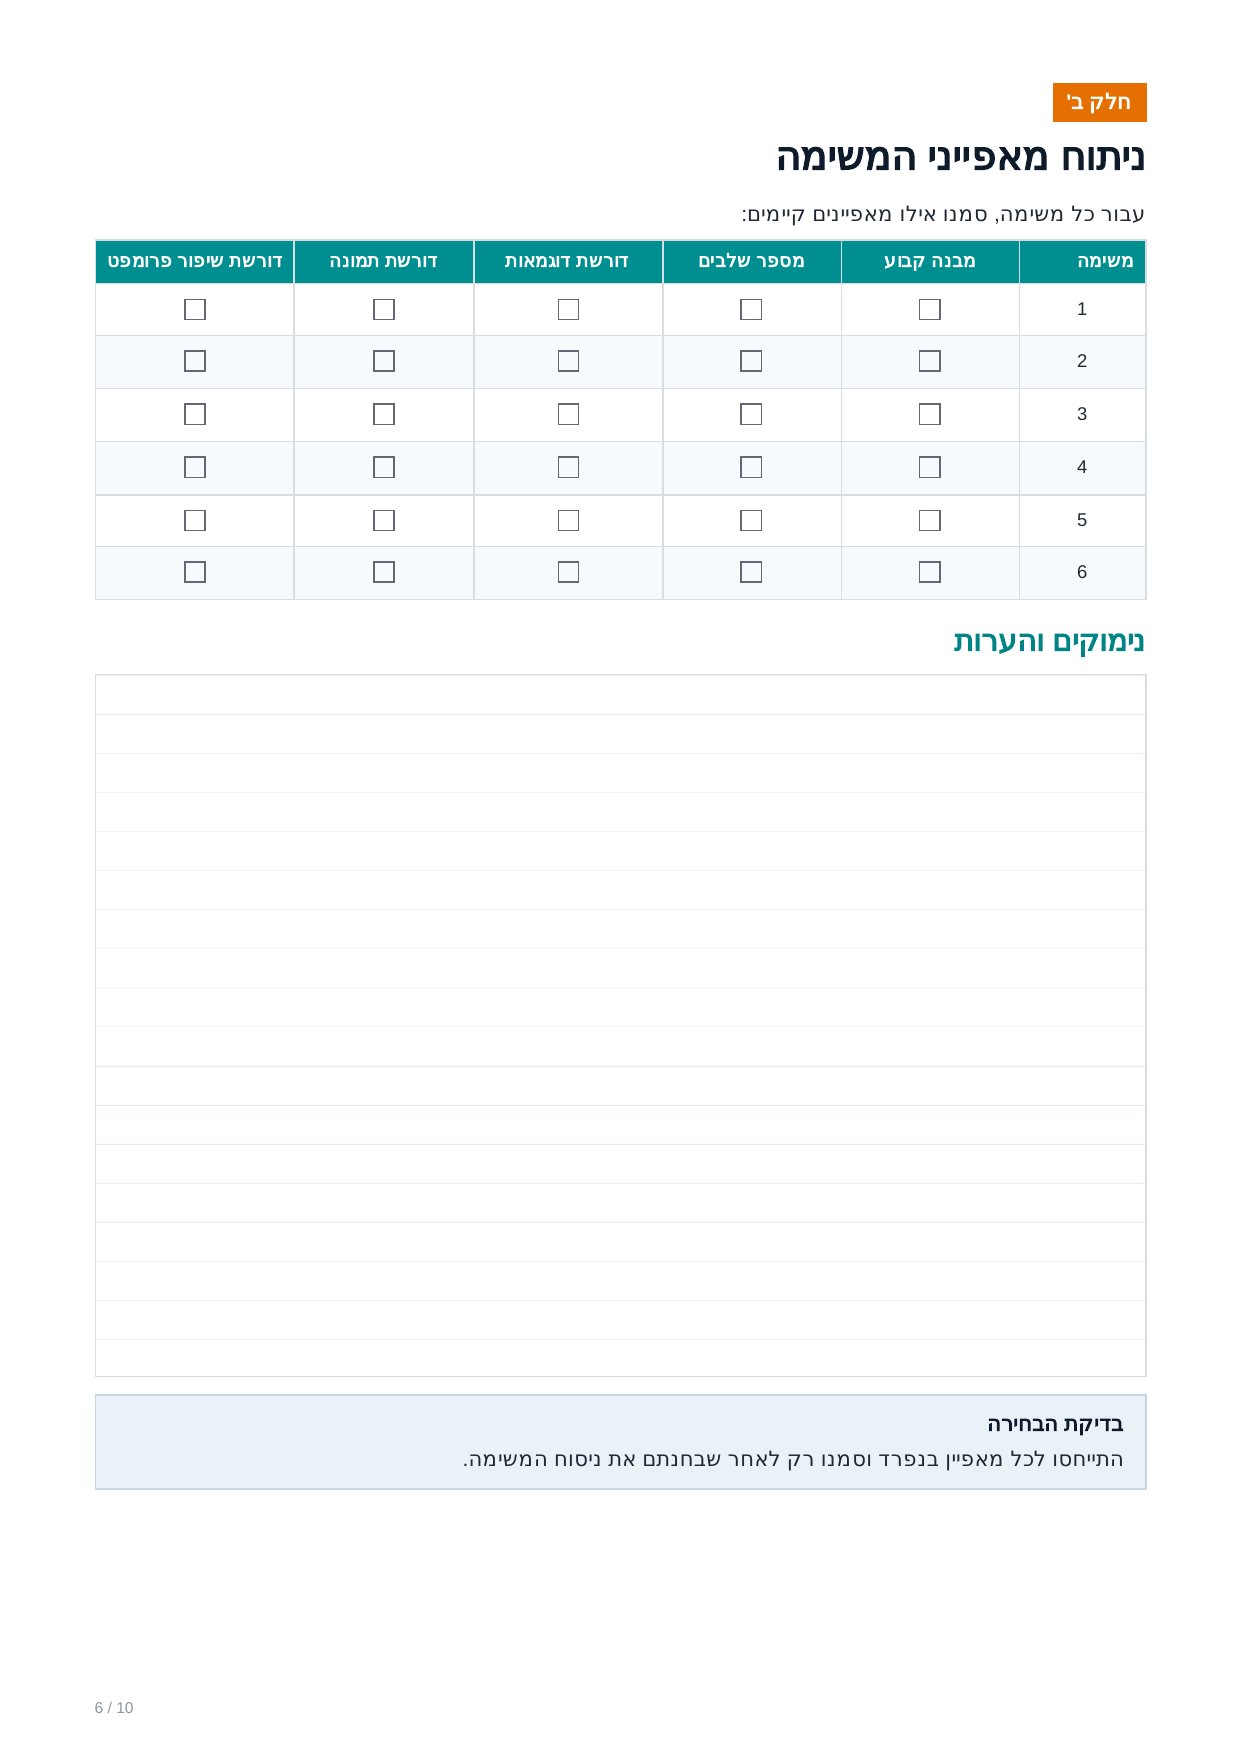 חלק ב'
ניתוח מאפייני המשימה
עבור כל משימה, סמנו אילו מאפיינים קיימים:
משימה מבנה קבוע מספר שלבים דורשת דוגמאות דורשת תמונה דורשת שיפור פרומפט
1 ☐ ☐ ☐ ☐ ☐
2 ☐ ☐ ☐ ☐ ☐
3 ☐ ☐ ☐ ☐ ☐
4 ☐ ☐ ☐ ☐ ☐
5 ☐ ☐ ☐ ☐ ☐
6 ☐ ☐ ☐ ☐ ☐
נימוקים והערות
בדיקת הבחירה
התייחסו לכל מאפיין בנפרד וסמנו רק לאחר שבחנתם את ניסוח המשימה.
6 / 10